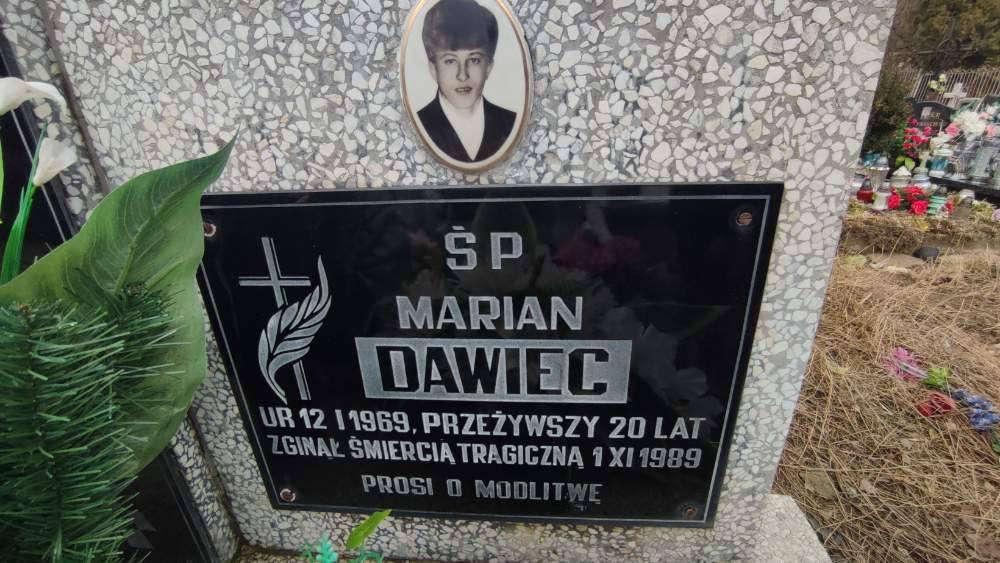 ŚP
MARIAN
DAWIEC
UR 12 I 1969, PRZEŻYWSZY 20 LAT
ZGINĄŁ ŚMIERCIĄ TRAGICZNĄ 1 XI 1989
PROSI O MODLITWĘ